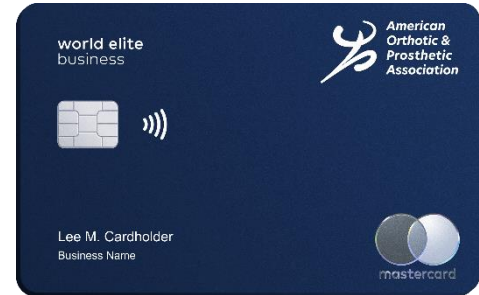 world elite
business
American
Orthotic &
Prosthetic
Association
Lee M. Cardholder
Business Name
mastercard